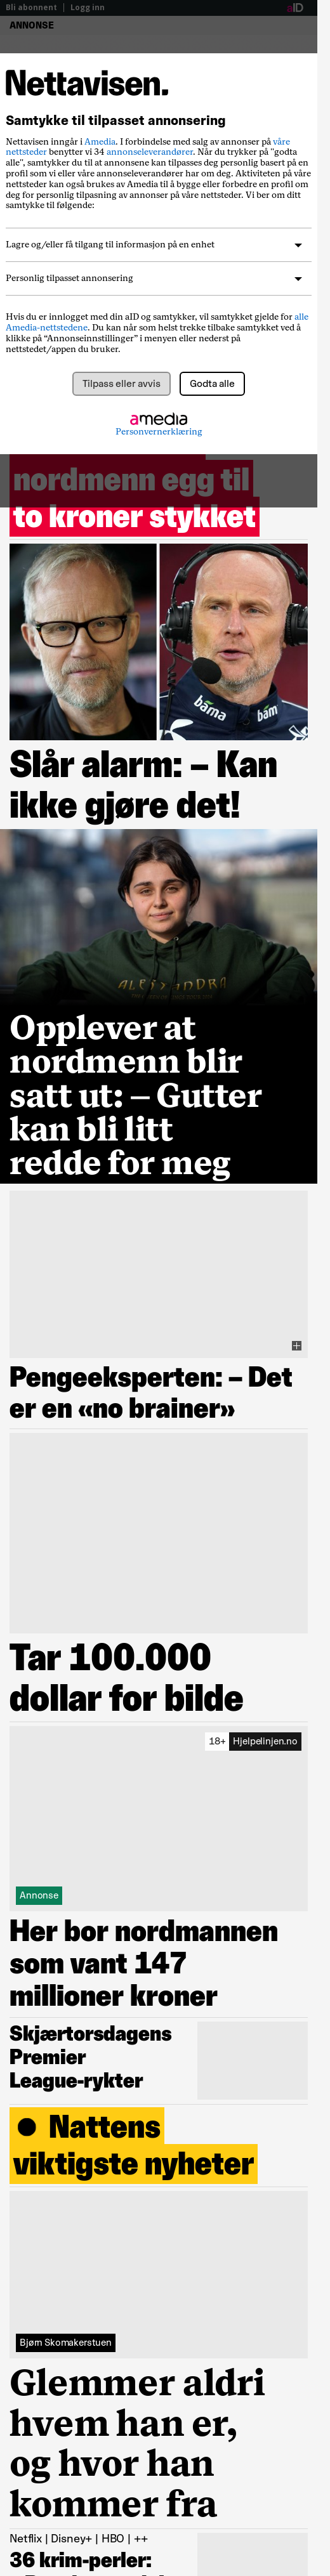 Bli abonnent | Logg inn
aID
ANNONSE
Nettavisen.
Samtykke til tilpasset annonsering
Nettavisen inngår i Amedia. I forbindelse med salg av annonser på våre
nettsteder benytter vi 34 annonseleverandører. Når du trykker på "godta
alle", samtykker du til at annonsene kan tilpasses deg personlig basert på en
profil som vi eller våre annonseleverandører har om deg. Aktiviteten på våre
nettsteder kan også brukes av Amedia til å bygge eller forbedre en profil om
deg for personlig tilpasning av annonser på våre nettsteder. Vi ber om ditt
samtykke til følgende:
Lagre og/eller få tilgang til informasjon på en enhet
Personlig tilpasset annonsering
Hvis du er innlogget med din aID og samtykker, vil samtykket gjelde for alle
Amedia-nettstedene. Du kan når som helst trekke tilbake samtykket ved å
klikke på “Annonseinnstillinger” i menyen eller nederst på
nettstedet/appen du bruker.
Tilpass eller avvis
Godta alle
amedia
Personvernerklæring
nordmenn egg til
to kroner stykket
bama
bama
Slår alarm: – Kan
ikke gjøre det!
ALEXANDRA
Opplever at
nordmenn blir
satt ut: – Gutter
kan bli litt
redde for meg
Pengeeksperten: – Det
er en «no brainer»
Tar 100.000
dollar for bilde
18+ Hjelpelinjen.no
Annonse
Her bor nordmannen
som vant 147
millioner kroner
Skjærtorsdagens
Premier
League-rykter
● Nattens
viktigste nyheter
Bjørn Skomakerstuen
Glemmer aldri
hvem han er,
og hvor han
kommer fra
Netflix | Disney+ | HBO | ++
36 krim-perler: